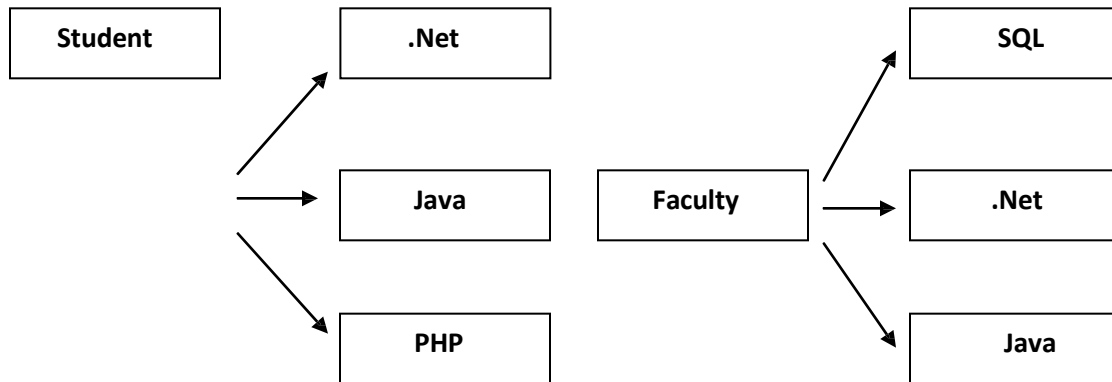 Student
.Net
SQL
Java
Faculty
.Net
PHP
Java